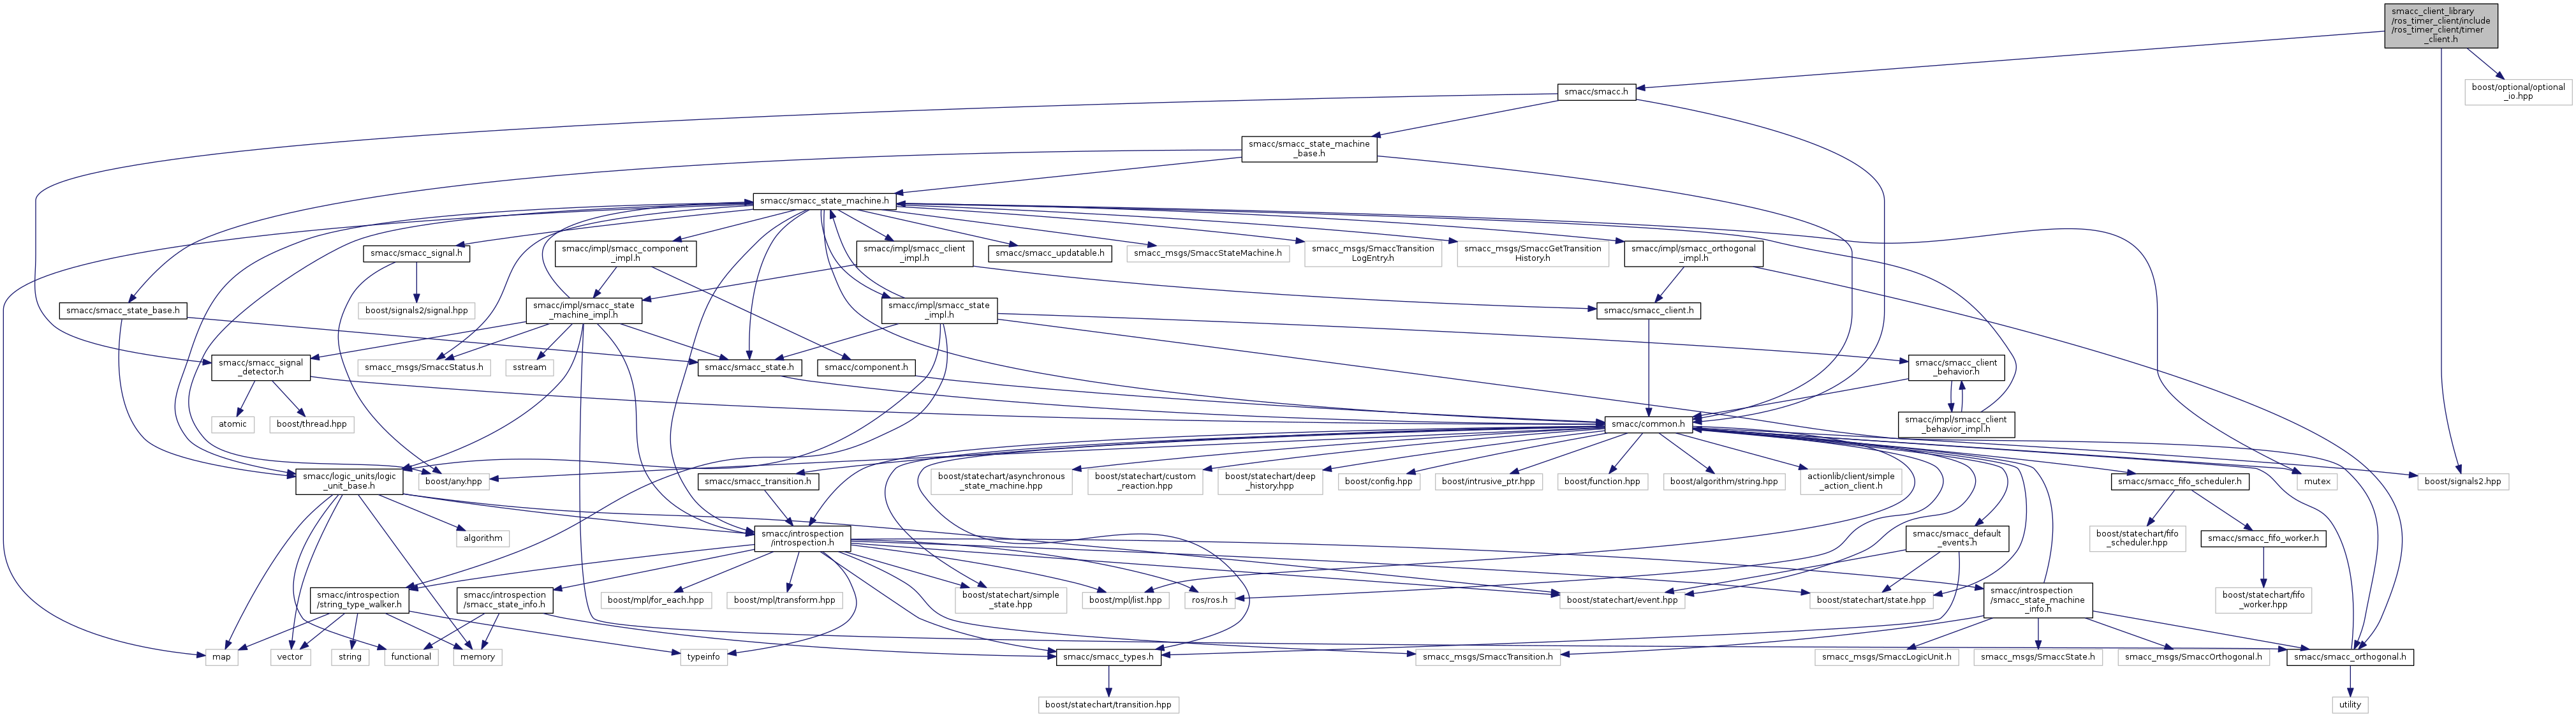 smacc_client_library
/ros_timer_client/include
/ros_timer_client/timer
_client.h
boost/optional/optional
_io.hpp
smacc/smacc.h
smacc/smacc_state_machine
_base.h
smacc/smacc_state_machine.h
smacc/smacc_signal.h
smacc/impl/smacc_component
_impl.h
smacc/impl/smacc_client
_impl.h
smacc/smacc_updatable.h
smacc_msgs/SmaccStateMachine.h
smacc_msgs/SmaccTransition
LogEntry.h
smacc_msgs/SmaccGetTransition
History.h
smacc/impl/smacc_orthogonal
_impl.h
smacc/smacc_state_base.h
boost/signals2/signal.hpp
smacc/impl/smacc_state
_machine_impl.h
smacc/impl/smacc_state
_impl.h
smacc/smacc_client.h
smacc/smacc_signal
_detector.h
smacc_msgs/SmaccStatus.h
sstream
smacc/smacc_state.h
smacc/component.h
smacc/smacc_client
_behavior.h
atomic
boost/thread.hpp
smacc/common.h
smacc/impl/smacc_client
_behavior_impl.h
smacc/logic_units/logic
_unit_base.h
boost/any.hpp
smacc/smacc_transition.h
boost/statechart/asynchronous
_state_machine.hpp
boost/statechart/custom
_reaction.hpp
boost/statechart/deep
_history.hpp
boost/config.hpp
boost/intrusive_ptr.hpp
boost/function.hpp
boost/algorithm/string.hpp
actionlib/client/simple
_action_client.h
smacc/smacc_fifo_scheduler.h
mutex
boost/signals2.hpp
algorithm
smacc/introspection
/introspection.h
smacc/smacc_default
_events.h
boost/statechart/fifo
_scheduler.hpp
smacc/smacc_fifo_worker.h
smacc/introspection
/string_type_walker.h
smacc/introspection
/smacc_state_info.h
boost/mpl/for_each.hpp
boost/mpl/transform.hpp
boost/statechart/simple
_state.hpp
boost/mpl/list.hpp
ros/ros.h
boost/statechart/event.hpp
boost/statechart/state.hpp
smacc/introspection
/smacc_state_machine
_info.h
boost/statechart/fifo
_worker.hpp
map
vector
string
functional
memory
typeinfo
smacc/smacc_types.h
smacc_msgs/SmaccTransition.h
smacc_msgs/SmaccLogicUnit.h
smacc_msgs/SmaccState.h
smacc_msgs/SmaccOrthogonal.h
smacc/smacc_orthogonal.h
boost/statechart/transition.hpp
utility